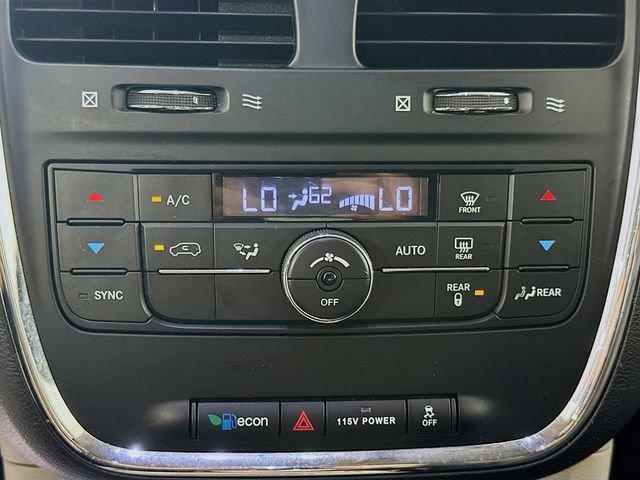 A/C
LO 62 LO
FRONT
AUTO
REAR
SYNC
OFF
REAR
REAR
econ
115V POWER
OFF